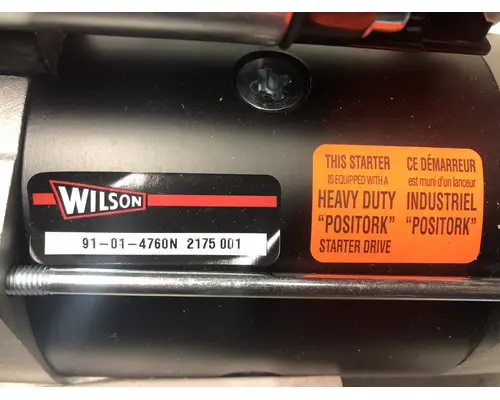 WILSON
91-01-4760N 2175 001
THIS STARTER
IS EQUIPPED WITH A
HEAVY DUTY
"POSITORK"
STARTER DRIVE
CE DÉMARREUR
est muni d'un lanceur
INDUSTRIEL
"POSITORK"